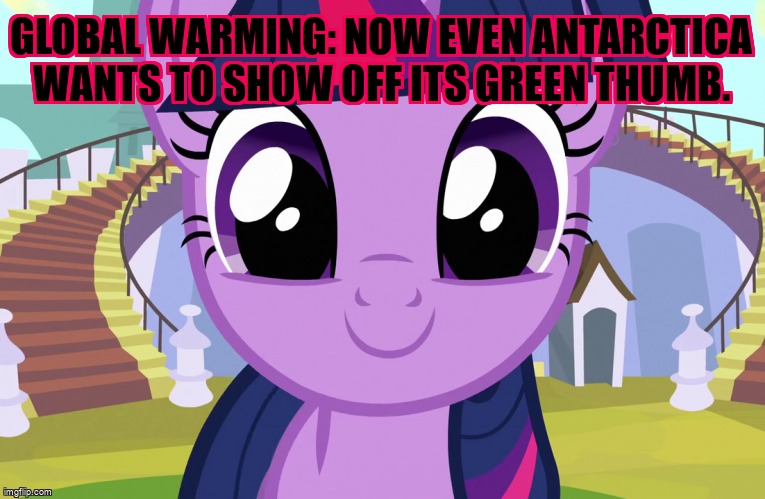 GLOBAL WARMING: NOW EVEN ANTARCTICA
WANTS TO SHOW OFF ITS GREEN THUMB.
imgflip.com